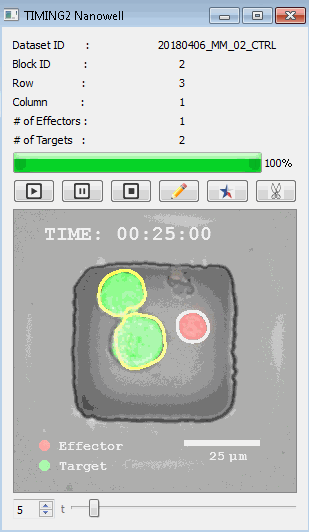 TIMING2 Nanowell
Dataset ID : 20180406_MM_02_CTRL
Block ID : 2
Row : 3
Column : 1
# of Effectors : 1
# of Targets : 2
100%
TIME: 00:25:00
Effector
Target
25 µm
5 t